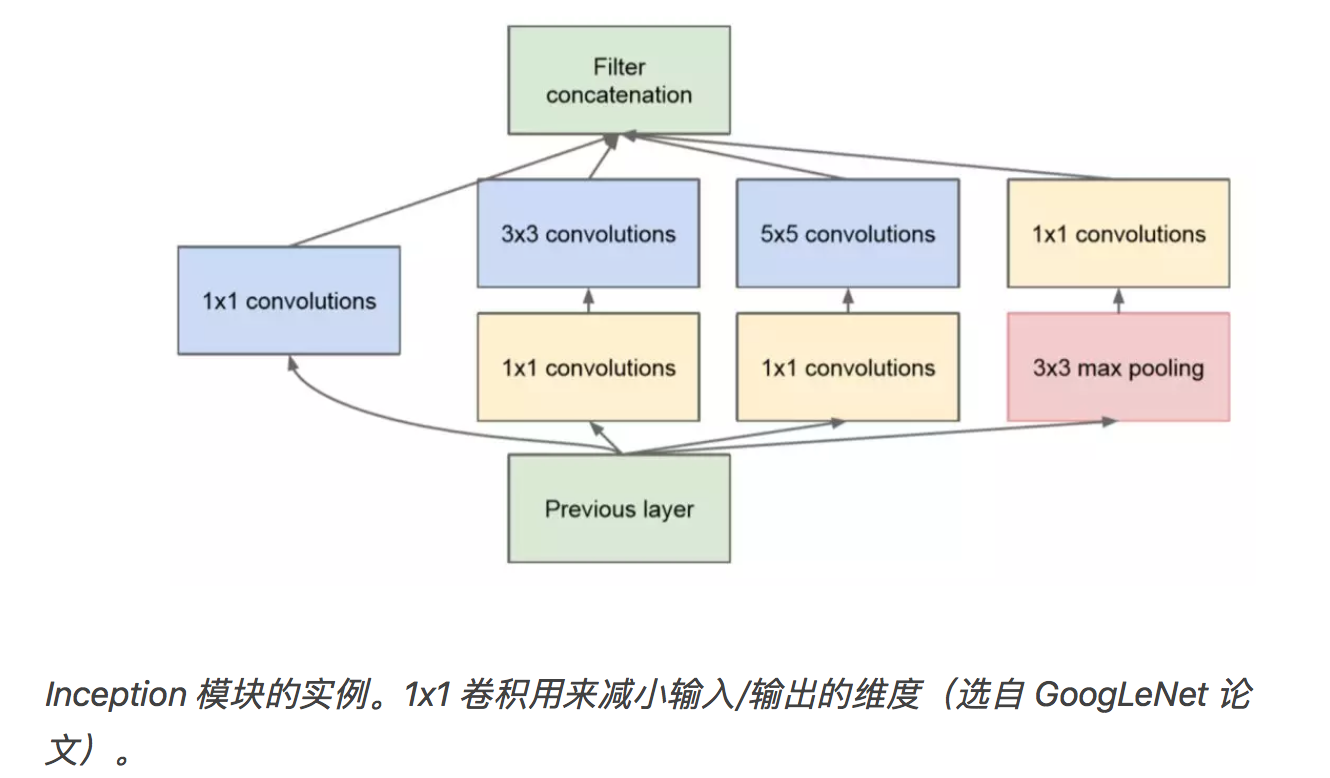 Filter
concatenation
3x3 convolutions
5x5 convolutions
1x1 convolutions
1x1 convolutions
1x1 convolutions
1x1 convolutions
3x3 max pooling
Previous layer
Inception 模块的实例。1x1 卷积用来减小输入/输出的维度（选自 GoogLeNet 论
文）。